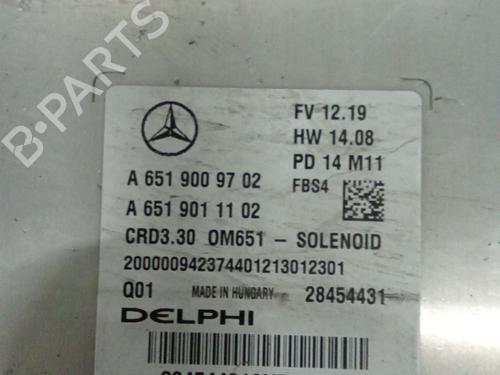 FV 12.19
HW 14.08
PD 14 M11
FBS4
A 651 900 97 02
A 651 901 11 02
CRD3.30 OM651 - SOLENOID
200000942374401213012301
Q01 MADE IN HUNGARY 28454431
DELPHI
B-PARTS